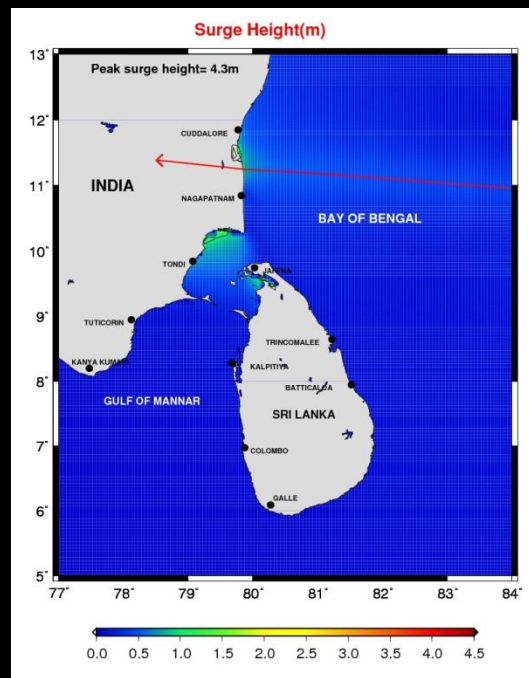 Surge Height(m)
13
Peak surge height= 4.3m
12
CUDDALORE
11
INDIA
NAGAPATNAM
BAY OF BENGAL
10
TONDI
JAFFNA
9
TUTICORIN
TRINCOMALEE
KANYA KUMARI
KALPITIYA
8
BATTICALOA
GULF OF MANNAR
SRI LANKA
7
COLOMBO
GALLE
6
5
77° 78° 79° 80° 81° 82° 83° 84°
0.0 0.5 1.0 1.5 2.0 2.5 3.0 3.5 4.0 4.5